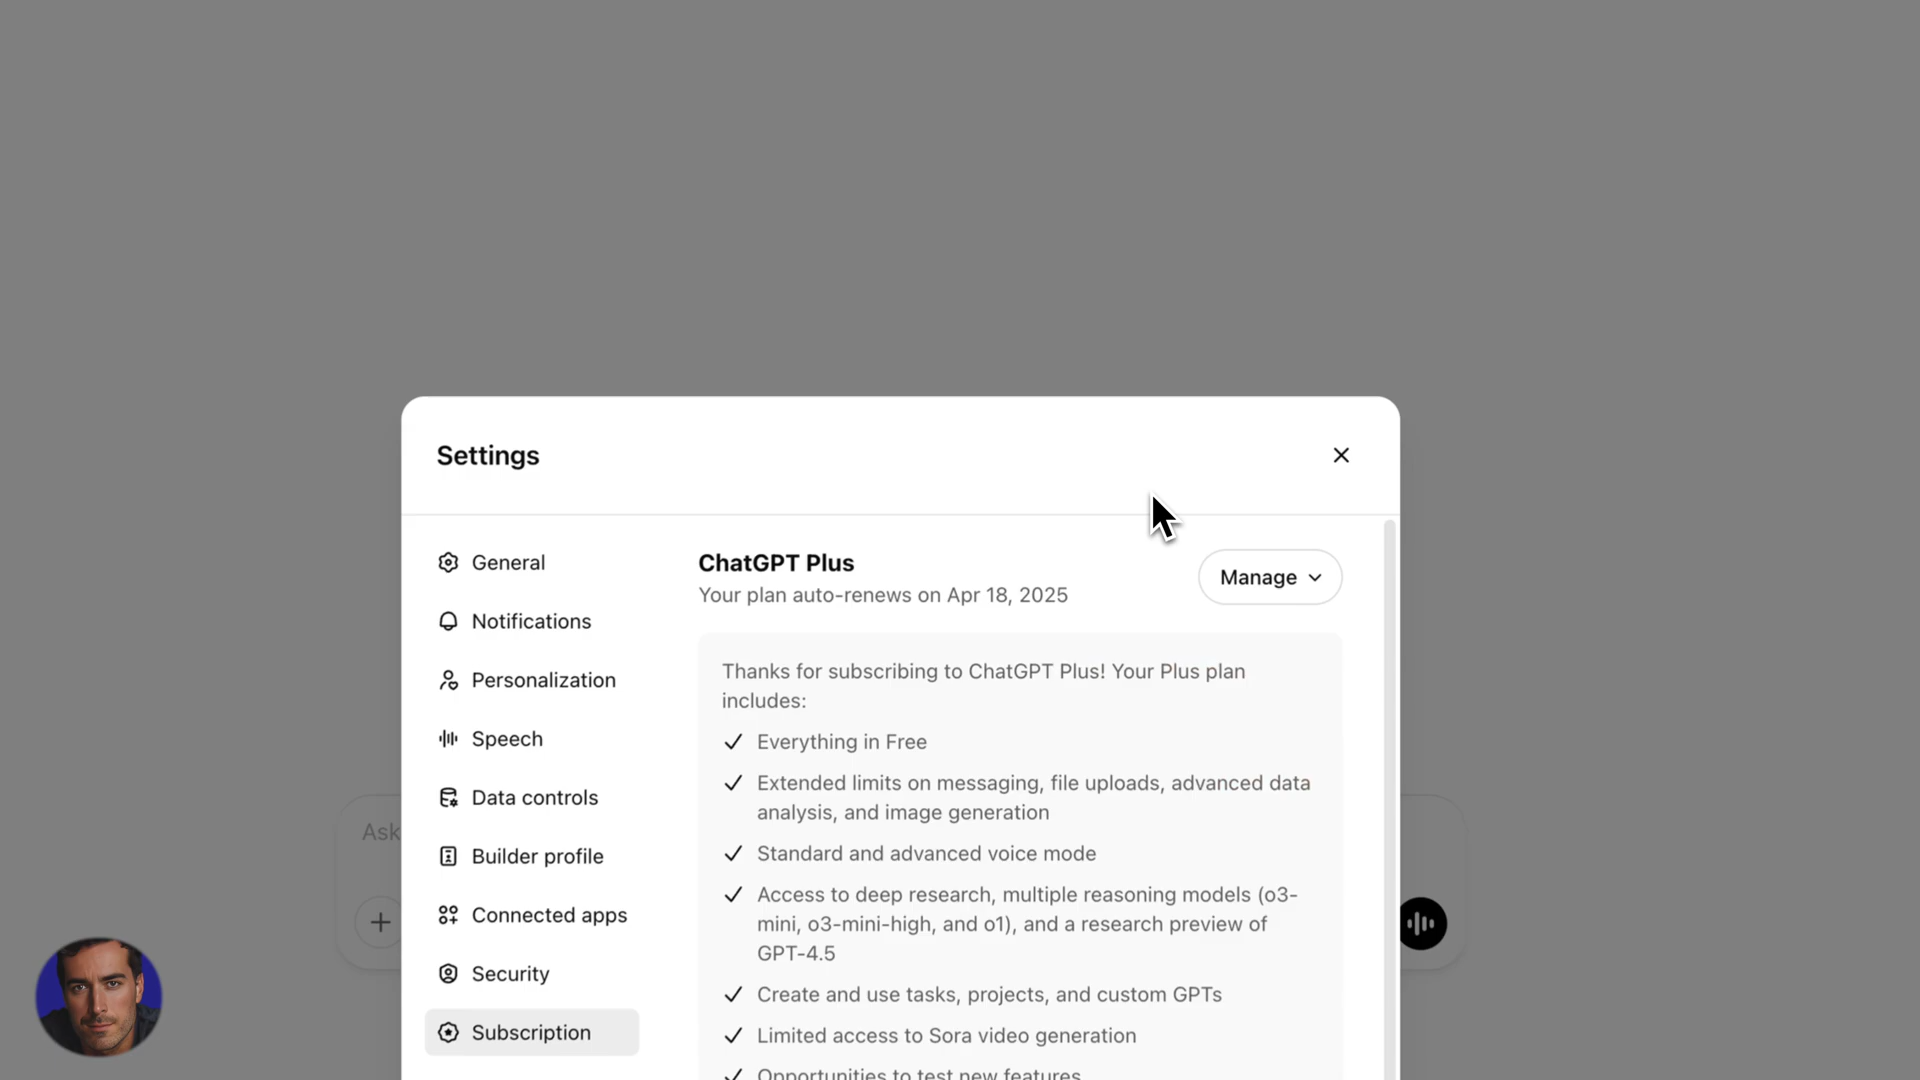 Settings
General
Notifications
Personalization
Speech
Data controls
Builder profile
Connected apps
Security
Subscription
ChatGPT Plus
Your plan auto-renews on Apr 18, 2025
Manage
Thanks for subscribing to ChatGPT Plus! Your Plus plan
includes:
Everything in Free
Extended limits on messaging, file uploads, advanced data
analysis, and image generation
Standard and advanced voice mode
Access to deep research, multiple reasoning models (o3-
mini, o3-mini-high, and o1), and a research preview of
GPT-4.5
Create and use tasks, projects, and custom GPTs
Limited access to Sora video generation
Opportunities to test new features
Ask